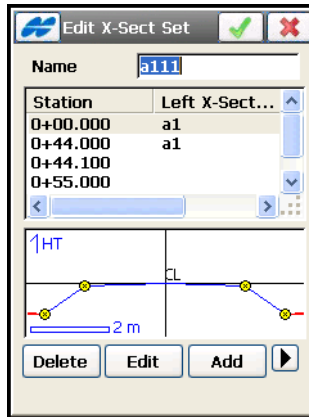 Edit X-Sect Set
Name a111
Station Left X-Sect...
0+00.000 a1
0+44.000 a1
0+44.100
0+55.000
HT
CL
2 m
Delete Edit Add